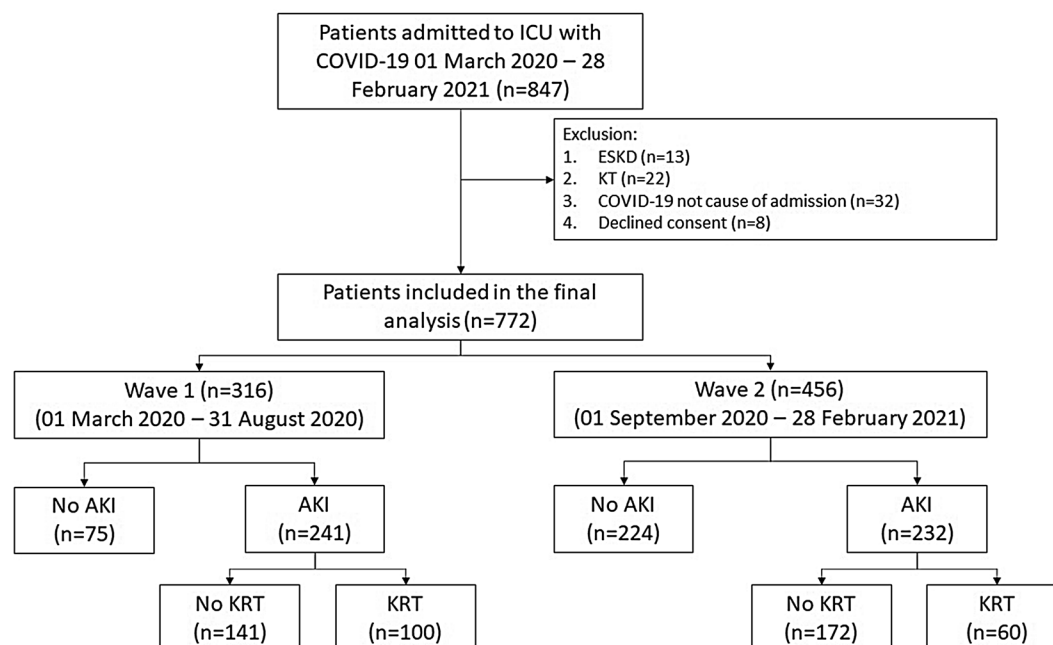 Patients admitted to ICU with
COVID-19 01 March 2020 – 28
February 2021 (n=847)
Exclusion:
1. ESKD (n=13)
2. KT (n=22)
3. COVID-19 not cause of admission (n=32)
4. Declined consent (n=8)
Patients included in the final
analysis (n=772)
Wave 1 (n=316)
(01 March 2020 – 31 August 2020)
Wave 2 (n=456)
(01 September 2020 – 28 February 2021)
No AKI
(n=75)
AKI
(n=241)
No AKI
(n=224)
AKI
(n=232)
No KRT
(n=141)
KRT
(n=100)
No KRT
(n=172)
KRT
(n=60)